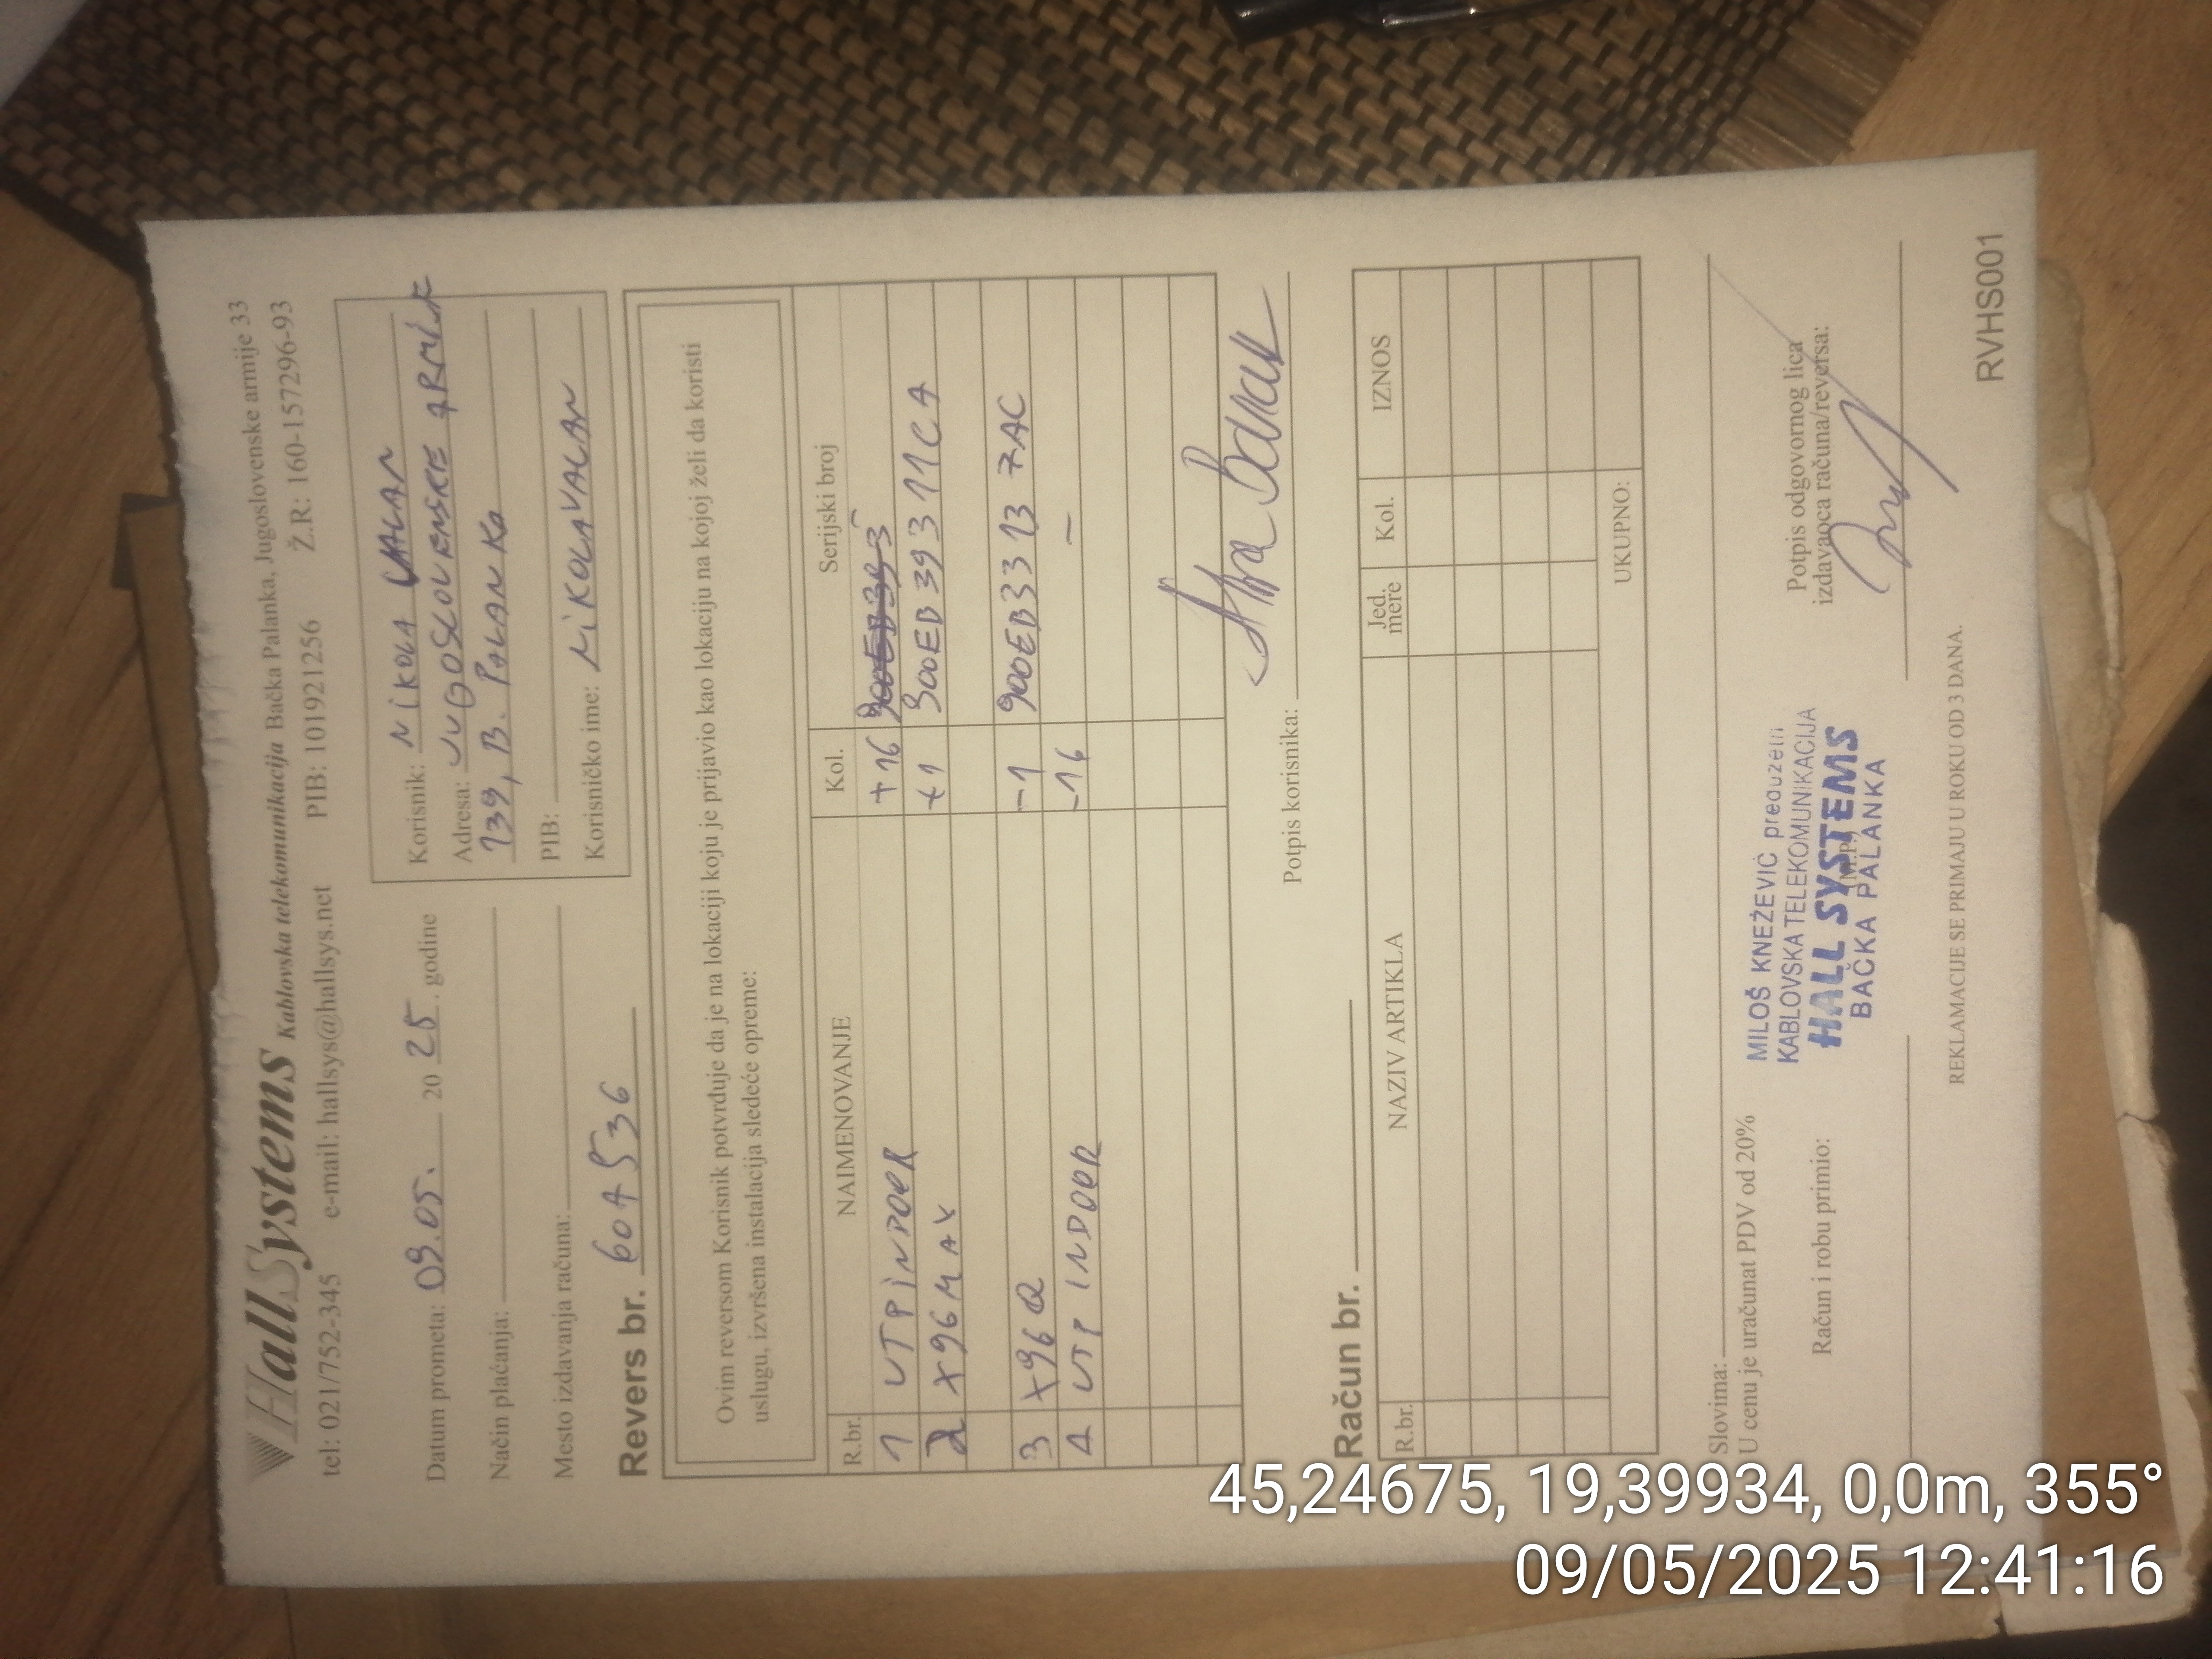 HallSystems Kablovska telekomunikacija Bačka Palanka, Jugoslovenske armije 33
tel: 021/752-345 e-mail: hallsys@hallsys.net PIB: 101921256 Ž.R: 160-157296-93
Datum prometa: 09.05. 20 25. godine
Način plaćanja:
Mesto izdavanja računa:
Korisnik: NIKOLA VALAN
Adresa: JUGOSLOVENSKE ARMIJE
139, B. PALANKA
PIB:
Korisničko ime: NIKOLAVALAN
Revers br. 604536
Ovim reversom Korisnik potvrđuje da je na lokaciji koju je prijavio kao lokaciju na kojoj želi da koristi
uslugu, izvršena instalacija sledeće opreme:
R.br. NAIMENOVANJE Kol. Serijski broj
1 UTP INDOOR +16
2 X96 MAX +1 900EB39311CA
3 X96Q -1 900EB33137AC
4 UTP INDOOR -16 —
Potpis korisnika:
Račun br.
R.br. NAZIV ARTIKLA Jed. mere Kol. IZNOS
UKUPNO:
Slovima:
U cenu je uračunat PDV od 20%
Račun i robu primio:
MILOŠ KNEŽEVIĆ preduzetn
KABLOVSKA TELEKOMUNIKACIJA
HALL SYSTEMS
(M.P.)
BAČKA PALANKA
Potpis odgovornog lica
izdavaoca računa/reversa:
REKLAMACIJE SE PRIMAJU U ROKU OD 3 DANA.
RVHS001
45,24675, 19,39934, 0,0m, 355°
09/05/2025 12:41:16